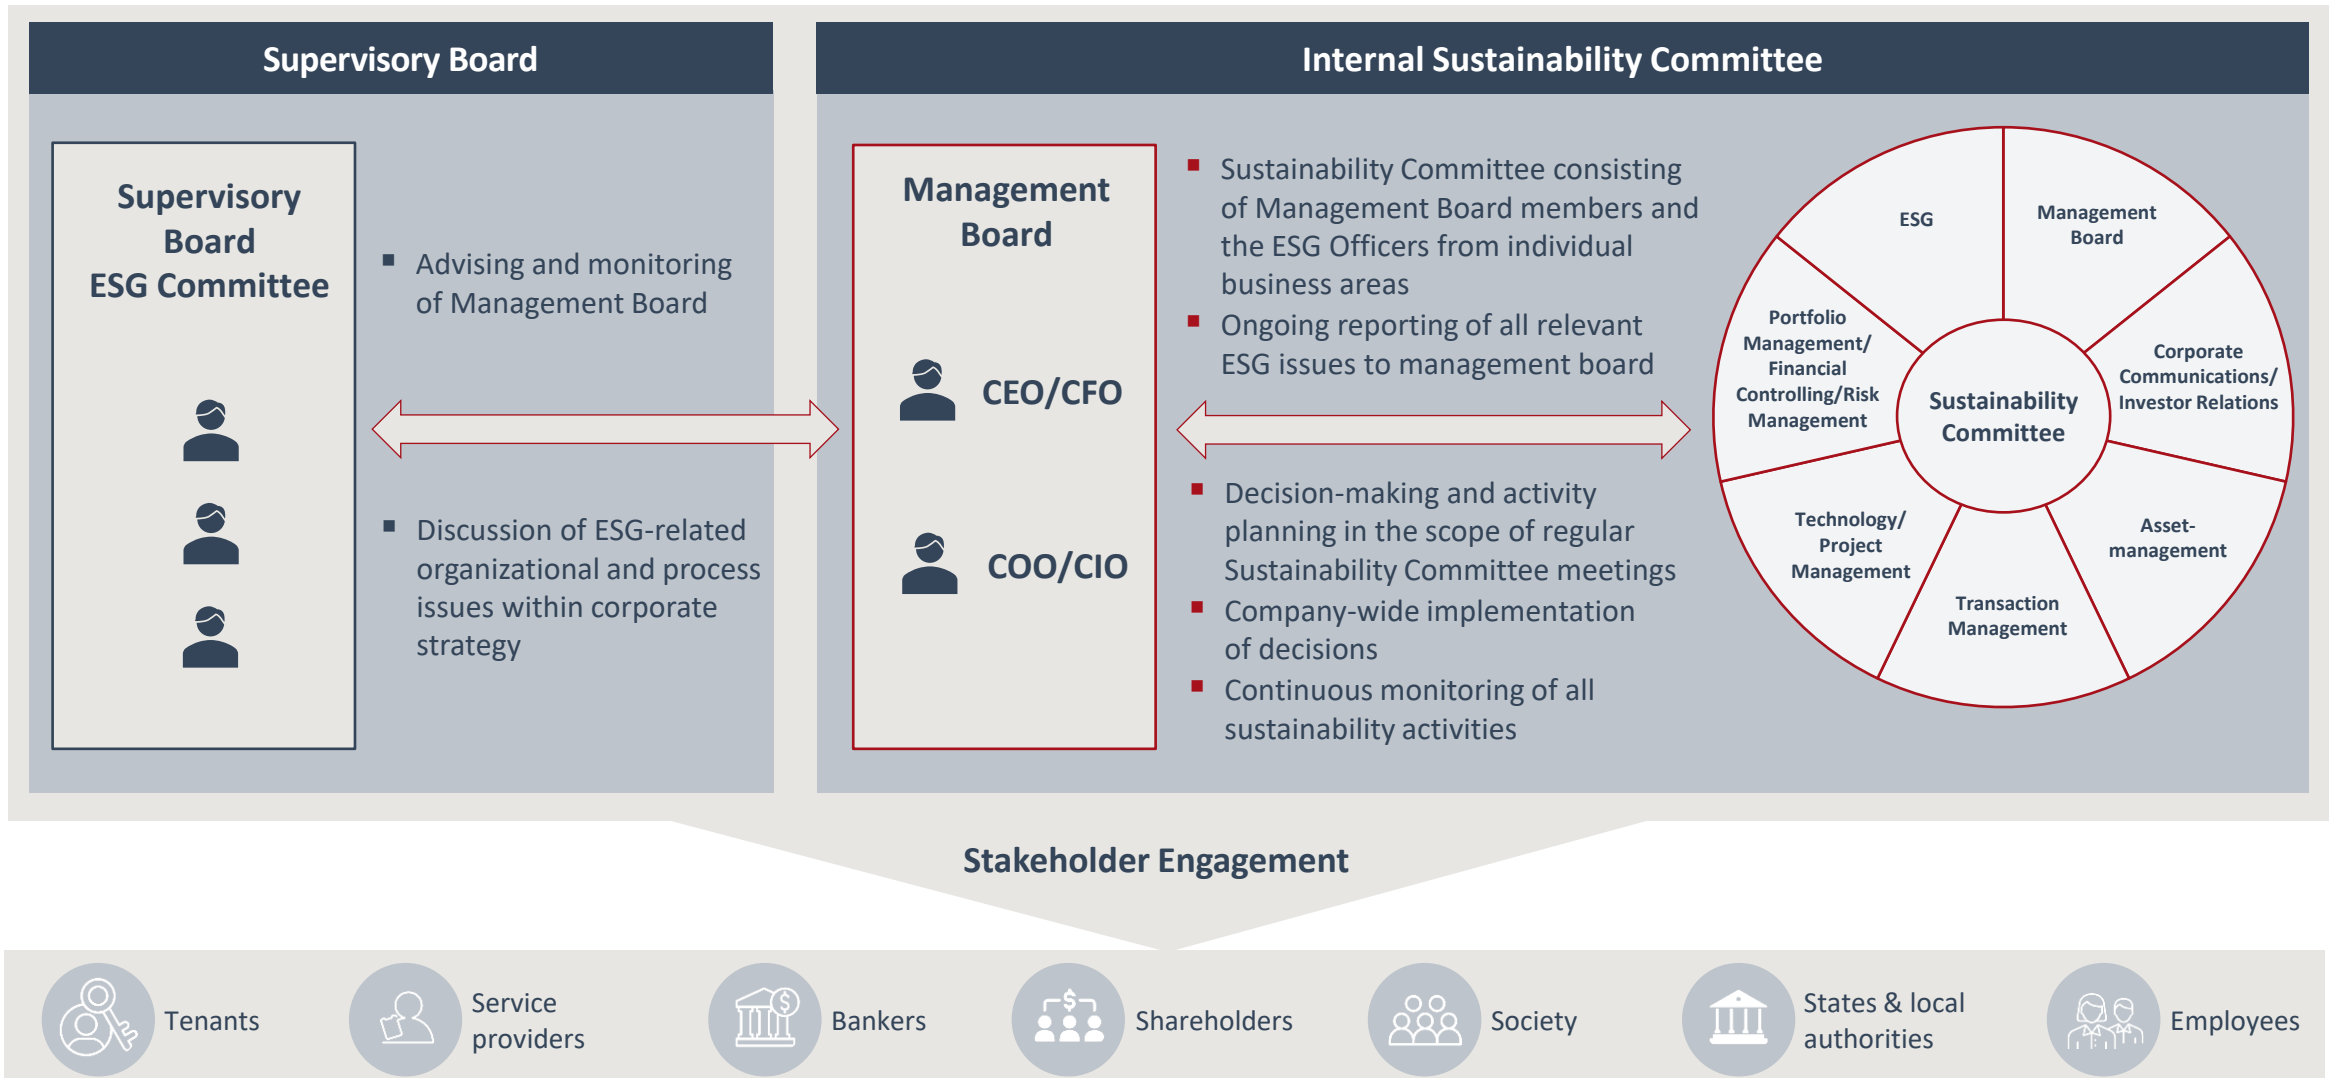 Supervisory Board
Supervisory
Board
ESG Committee
Advising and monitoring
of Management Board
Discussion of ESG-related
organizational and process
issues within corporate
strategy
Internal Sustainability Committee
Management
Board
CEO/CFO
COO/CIO
Sustainability Committee consisting
of Management Board members and
the ESG Officers from individual
business areas
Ongoing reporting of all relevant
ESG issues to management board
Decision-making and activity
planning in the scope of regular
Sustainability Committee meetings
Company-wide implementation
of decisions
Continuous monitoring of all
sustainability activities
ESG
Management
Board
Corporate
Communications/
Investor Relations
Asset-
management
Transaction
Management
Technology/
Project
Management
Portfolio
Management/
Financial
Controlling/Risk
Management
Sustainability
Committee
Stakeholder Engagement
Tenants
Service
providers
Bankers
Shareholders
Society
States & local
authorities
Employees